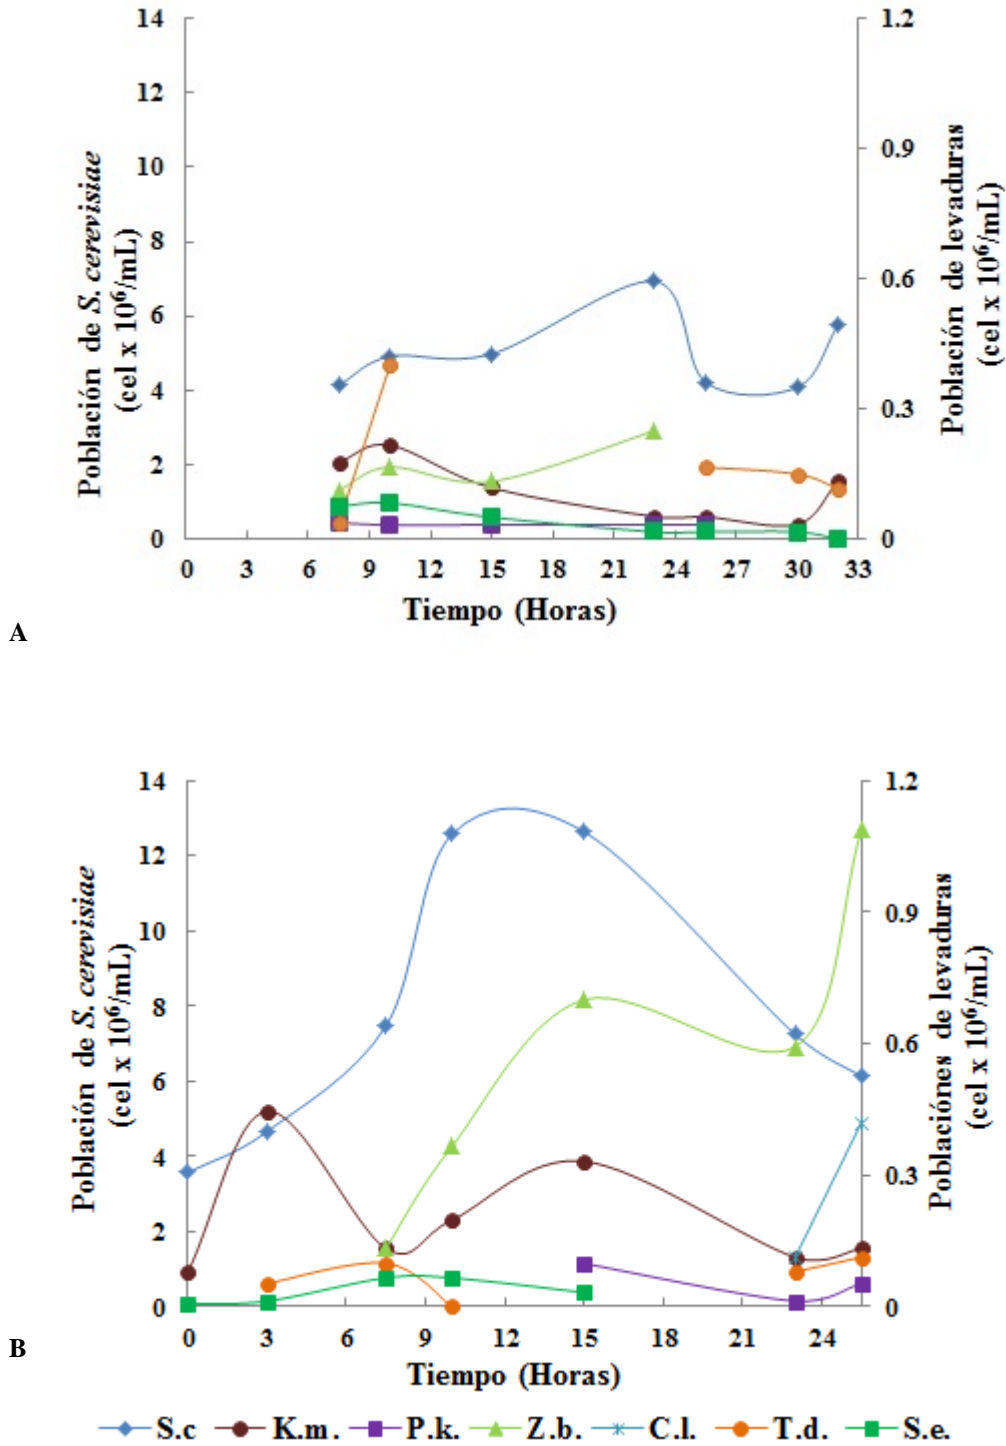 14
12
10
8
6
4
2
0
Población de S. cerevisiae
(cel x 10⁶/mL)
1.2
0.9
0.6
0.3
0
Población de levaduras
(cel x 10⁶/mL)
0 3 6 9 12 15 18 21 24 27 30 33
Tiempo (Horas)
A
14
12
10
8
6
4
2
0
Población de S. cerevisiae
(cel x 10⁶/mL)
1.2
0.9
0.6
0.3
0
Poblaciónes de levaduras
(cel x 10⁶/mL)
0 3 6 9 12 15 18 21 24
Tiempo (Horas)
B
S.c K.m. P.k. Z.b. C.l. T.d. S.e.